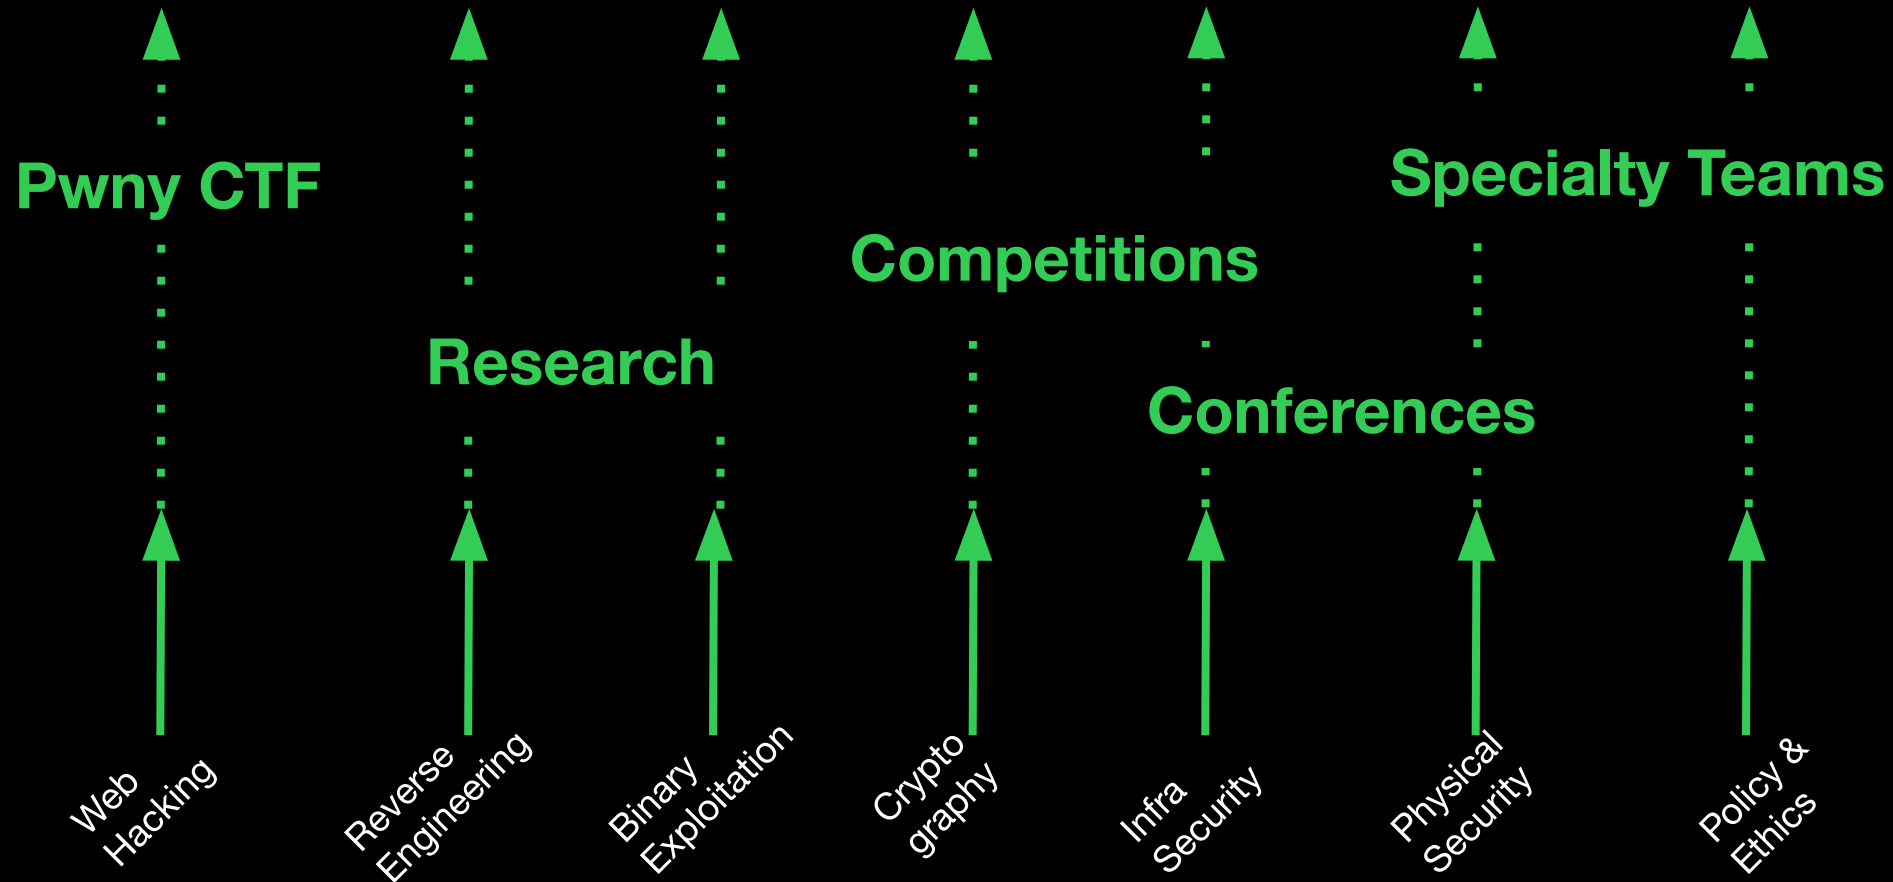 Pwny CTF
Specialty Teams
Competitions
Research
Conferences
Web
Hacking
Reverse
Engineering
Binary
Exploitation
Crypto
graphy
Infra
Security
Physical
Security
Policy &
Ethics